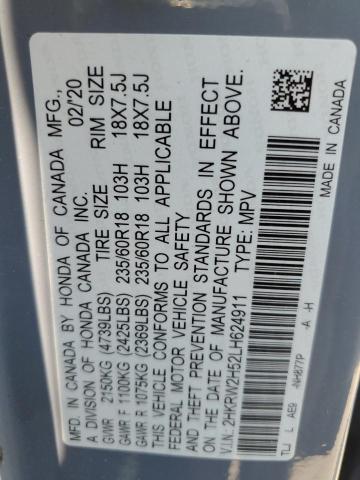 MFD. IN CANADA BY HONDA OF CANADA MFG.,
A DIVISION OF HONDA CANADA INC. 02/'20
GVWR 2150KG (4739LBS) TIRE SIZE RIM SIZE
GAWR F 1100KG (2425LBS) 235/60R18 103H 18X7.5J
GAWR R 1075KG (2369LBS) 235/60R18 103H 18X7.5J
THIS VEHICLE CONFORMS TO ALL APPLICABLE
FEDERAL MOTOR VEHICLE SAFETY
AND THEFT PREVENTION STANDARDS IN EFFECT
ON THE DATE OF MANUFACTURE SHOWN ABOVE.
V.I.N.: 2HKRW2H52LH624911 TYPE: MPV
TLJ L AE9 -NH877P -A -H
MADE IN CANADA